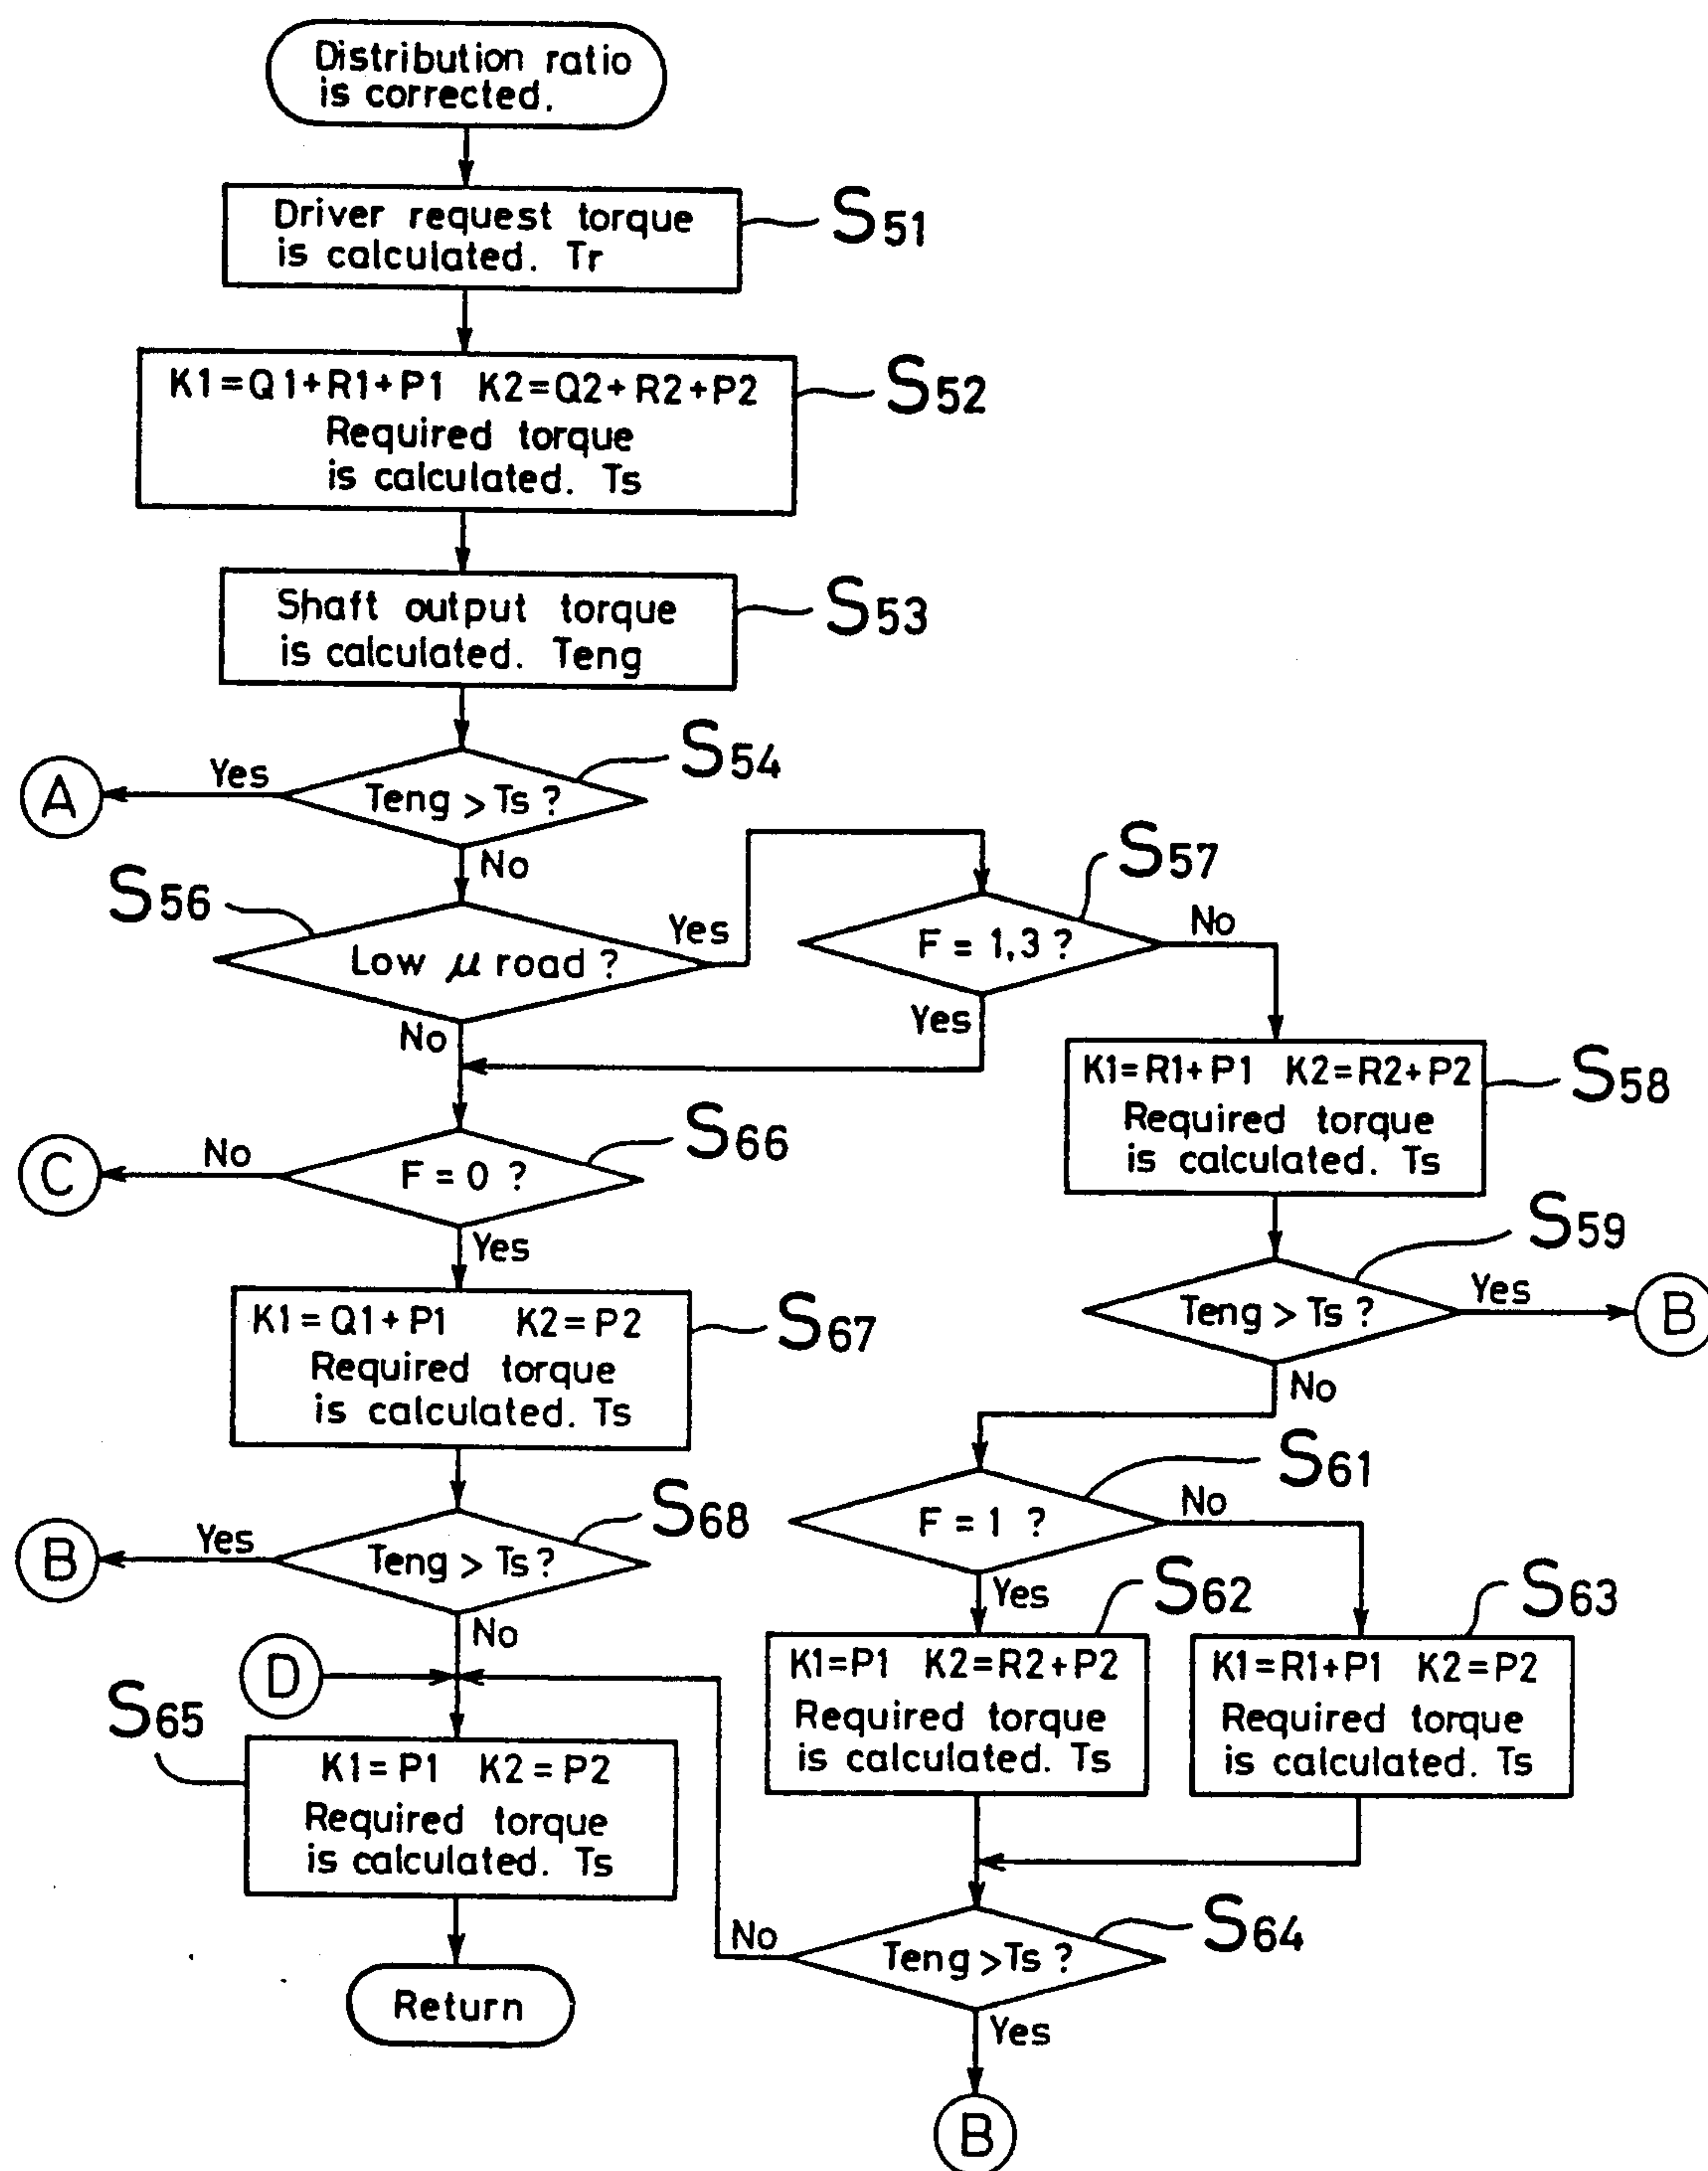 Distribution ratio
is corrected.
Driver request torque
is calculated. Tr
S51
K1=Q1+R1+P1 K2=Q2+R2+P2
Required torque
is calculated. Ts
S52
Shaft output torque
is calculated. Teng
S53
Teng > Ts ?
S54
Yes
A
No
Low μ road ?
S56
Yes
No
F = 1,3 ?
S57
No
Yes
K1=R1+P1 K2=R2+P2
Required torque
is calculated. Ts
S58
F = 0 ?
S66
No
C
Yes
Teng > Ts ?
S59
Yes
B
No
K1=Q1+P1 K2=P2
Required torque
is calculated. Ts
S67
F = 1 ?
S61
No
Yes
Teng > Ts ?
S68
Yes
B
No
K1=P1 K2=R2+P2
Required torque
is calculated. Ts
S62
K1=R1+P1 K2=P2
Required torque
is calculated. Ts
S63
D
S65
K1=P1 K2=P2
Required torque
is calculated. Ts
Teng >Ts ?
S64
No
Yes
Return
B